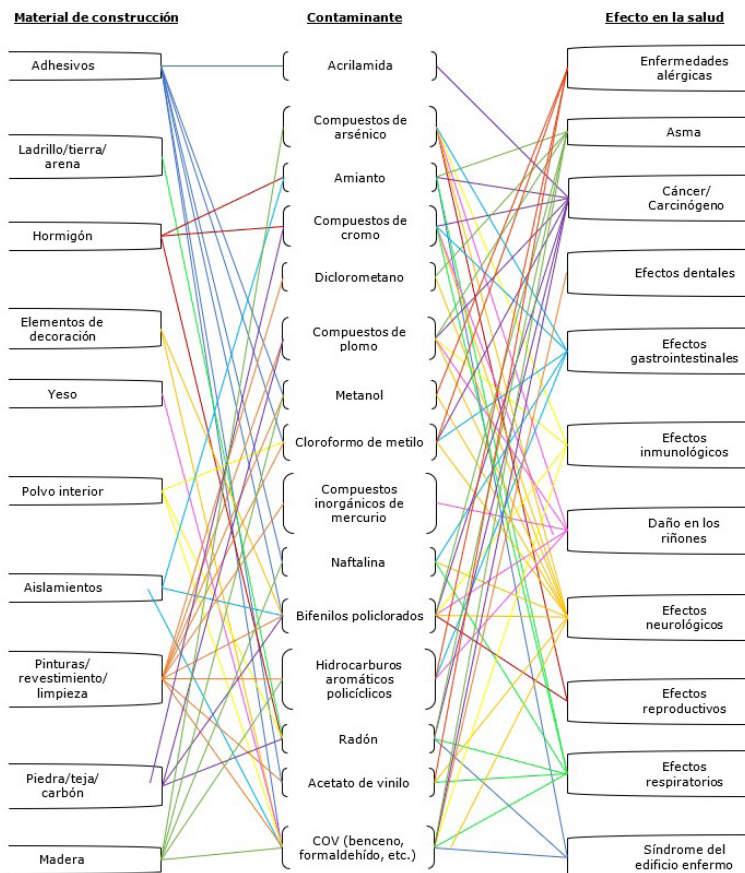 Material de construcción
Adhesivos
Ladrillo/tierra/
arena
Hormigón
Elementos de
decoración
Yeso
Polvo interior
Aislamientos
Pinturas/
revestimiento/
limpieza
Piedra/teja/
carbón
Madera
Contaminante
Acrilamida
Compuestos de
arsénico
Amianto
Compuestos de
cromo
Diclorometano
Compuestos de
plomo
Metanol
Cloroformo de metilo
Compuestos
inorgánicos de
mercurio
Naftalina
Bifenilos policlorados
Hidrocarburos
aromáticos
policíclicos
Radón
Acetato de vinilo
COV (benceno,
formaldehído, etc.)
Efecto en la salud
Enfermedades
alérgicas
Asma
Cáncer/
Carcinógeno
Efectos dentales
Efectos
gastrointestinales
Efectos
inmunológicos
Daño en los
riñones
Efectos
neurológicos
Efectos
reproductivos
Efectos
respiratorios
Síndrome del
edificio enfermo